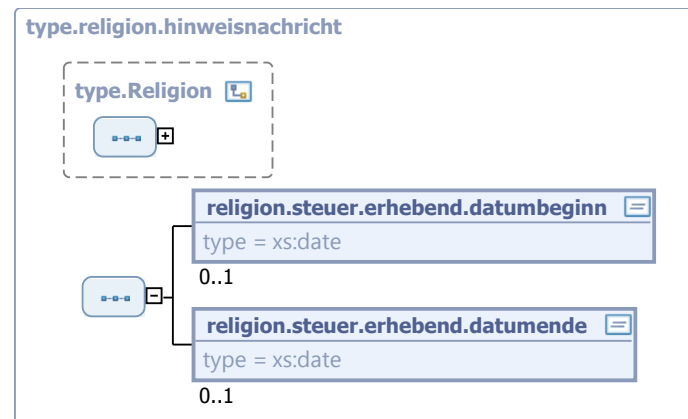 type.religion.hinweisnachricht
type.Religion
religion.steuer.erhebend.datumbeginn
type = xs:date
0..1
religion.steuer.erhebend.datumende
type = xs:date
0..1